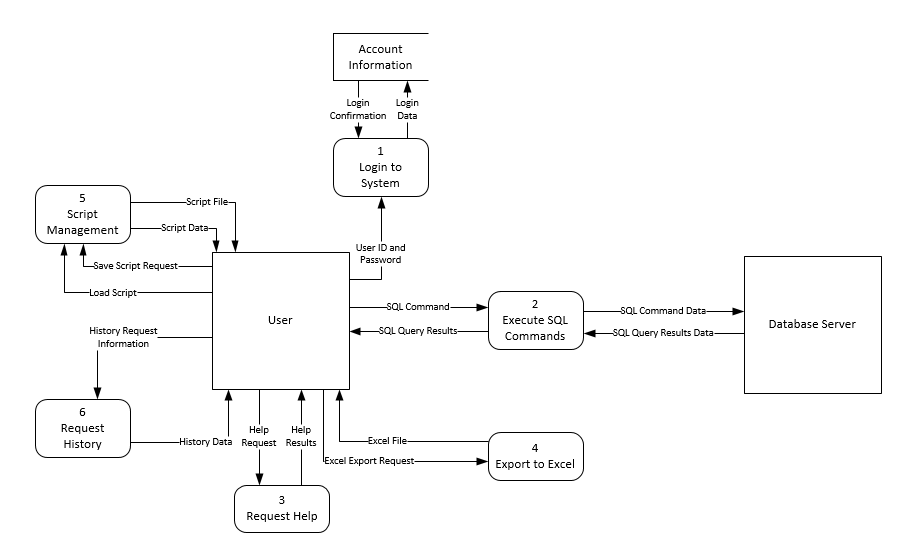 Account
Information
Login
Confirmation
Login
Data
1
Login to
System
5
Script
Management
Script File
Script Data
User ID and
Password
Save Script Request
Load Script
User
SQL Command
SQL Query Results
2
Execute SQL
Commands
SQL Command Data
SQL Query Results Data
Database Server
History Request
Information
6
Request
History
History Data
Help
Request
Help
Results
Excel File
Excel Export Request
4
Export to Excel
3
Request Help